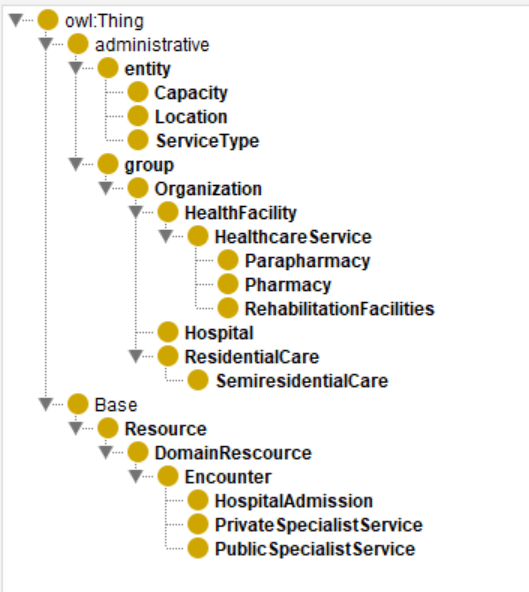 owl:Thing
administrative
entity
Capacity
Location
ServiceType
group
Organization
HealthFacility
HealthcareService
Parapharmacy
Pharmacy
RehabilitationFacilities
Hospital
ResidentialCare
SemiresidentialCare
Base
Resource
DomainRescource
Encounter
HospitalAdmission
PrivateSpecialistService
PublicSpecialistService